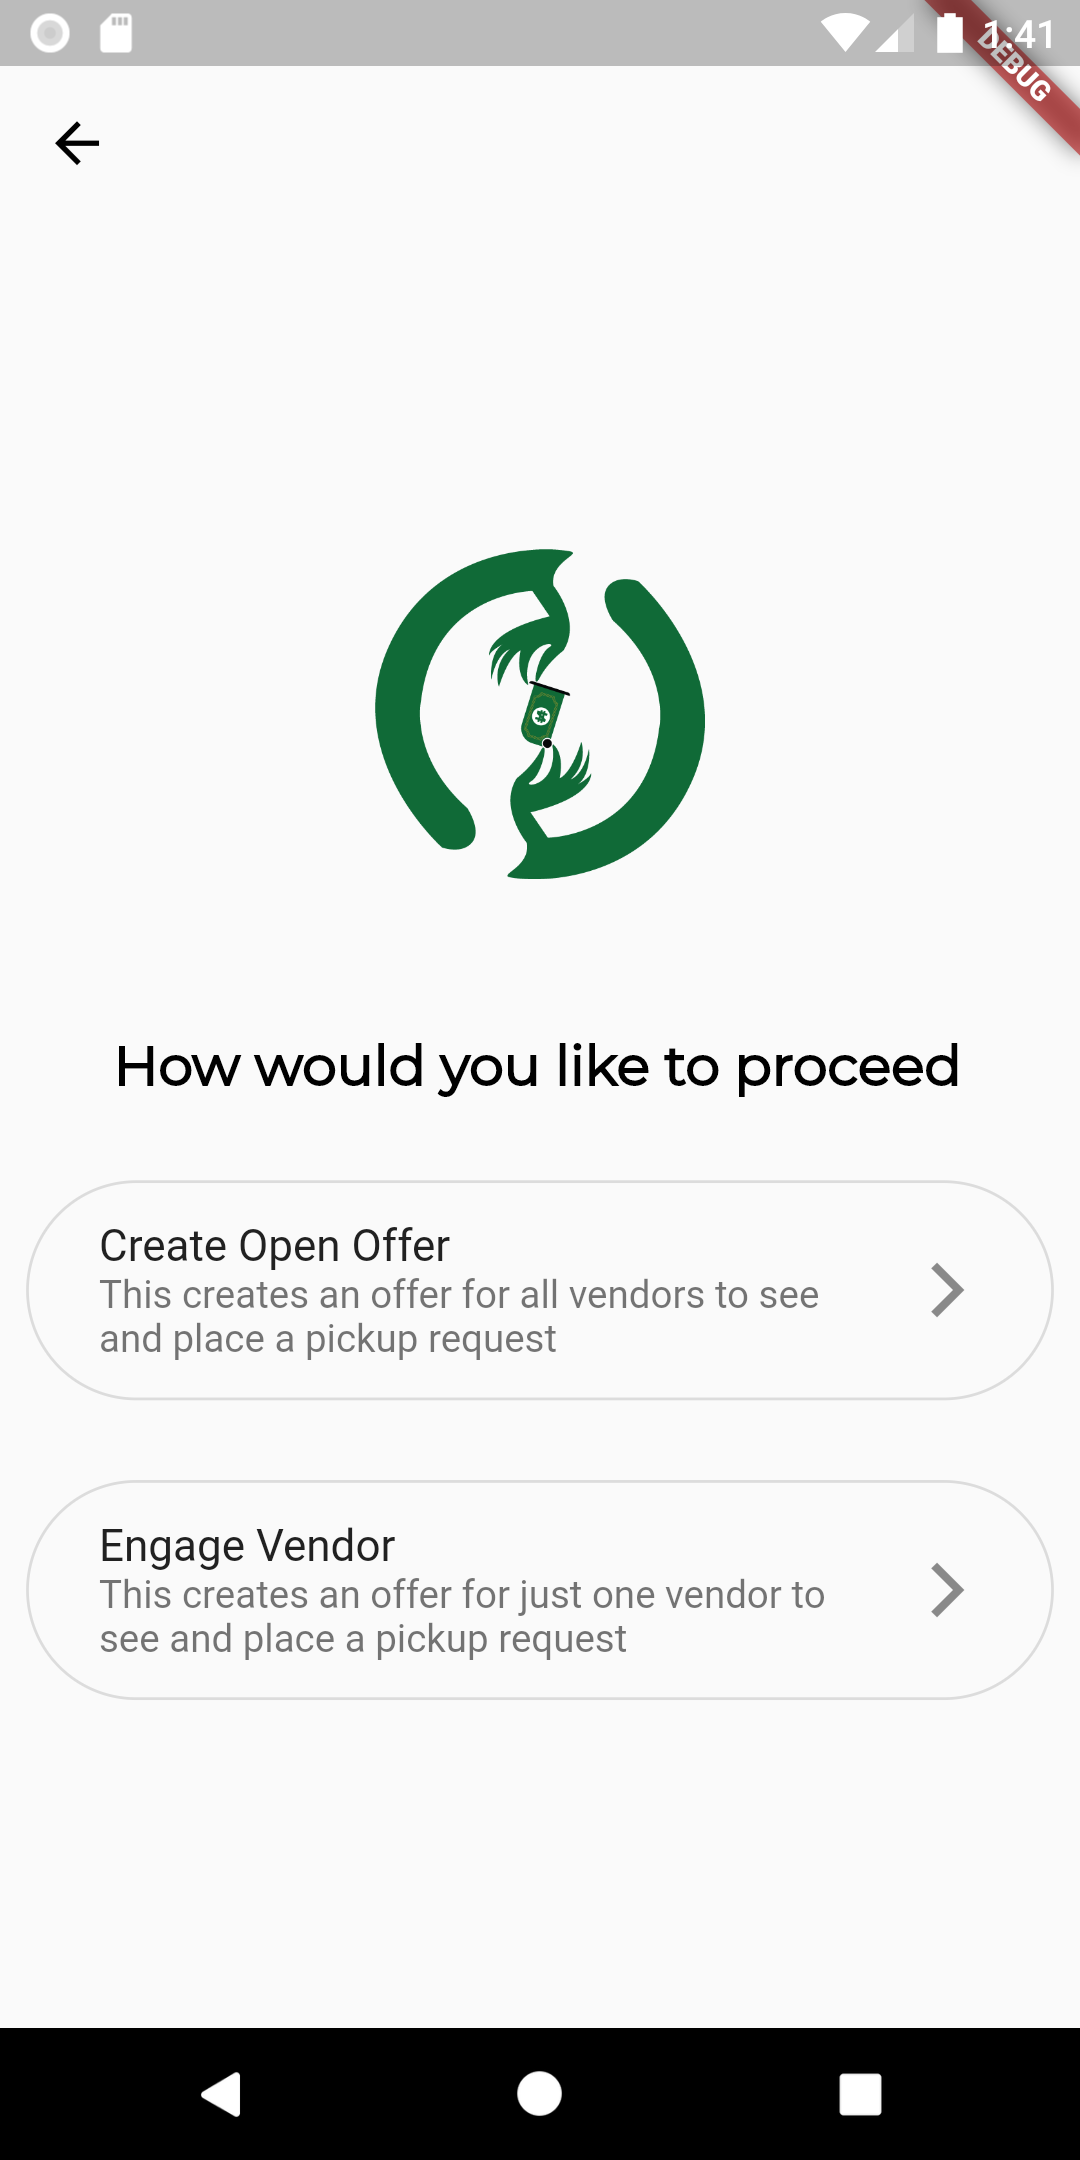 1:41
DEBUG
How would you like to proceed
Create Open Offer
This creates an offer for all vendors to see
and place a pickup request
Engage Vendor
This creates an offer for just one vendor to
see and place a pickup request